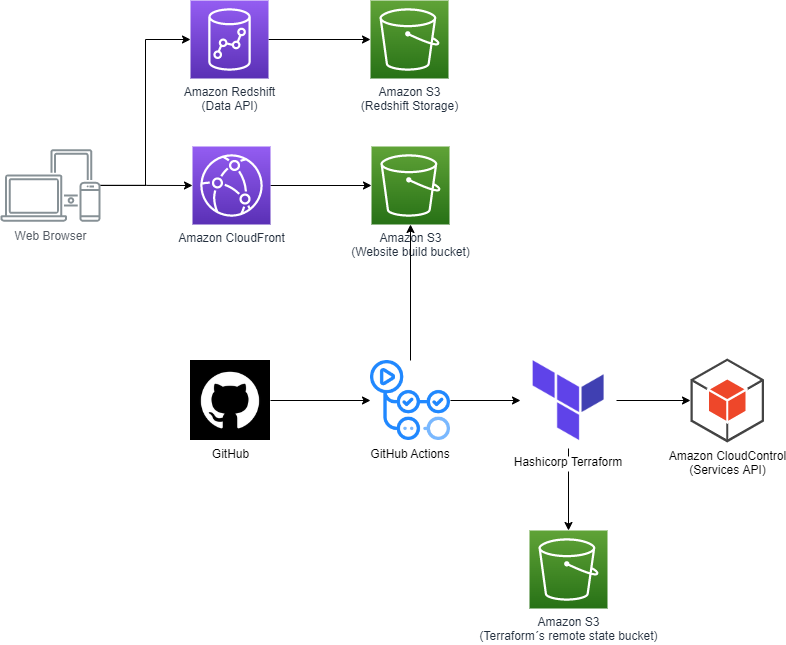 Amazon Redshift
(Data API)
Amazon S3
(Redshift Storage)
Web Browser
Amazon CloudFront
Amazon S3
(Website build bucket)
GitHub
GitHub Actions
Hashicorp Terraform
Amazon CloudControl
(Services API)
Amazon S3
(Terraform´s remote state bucket)